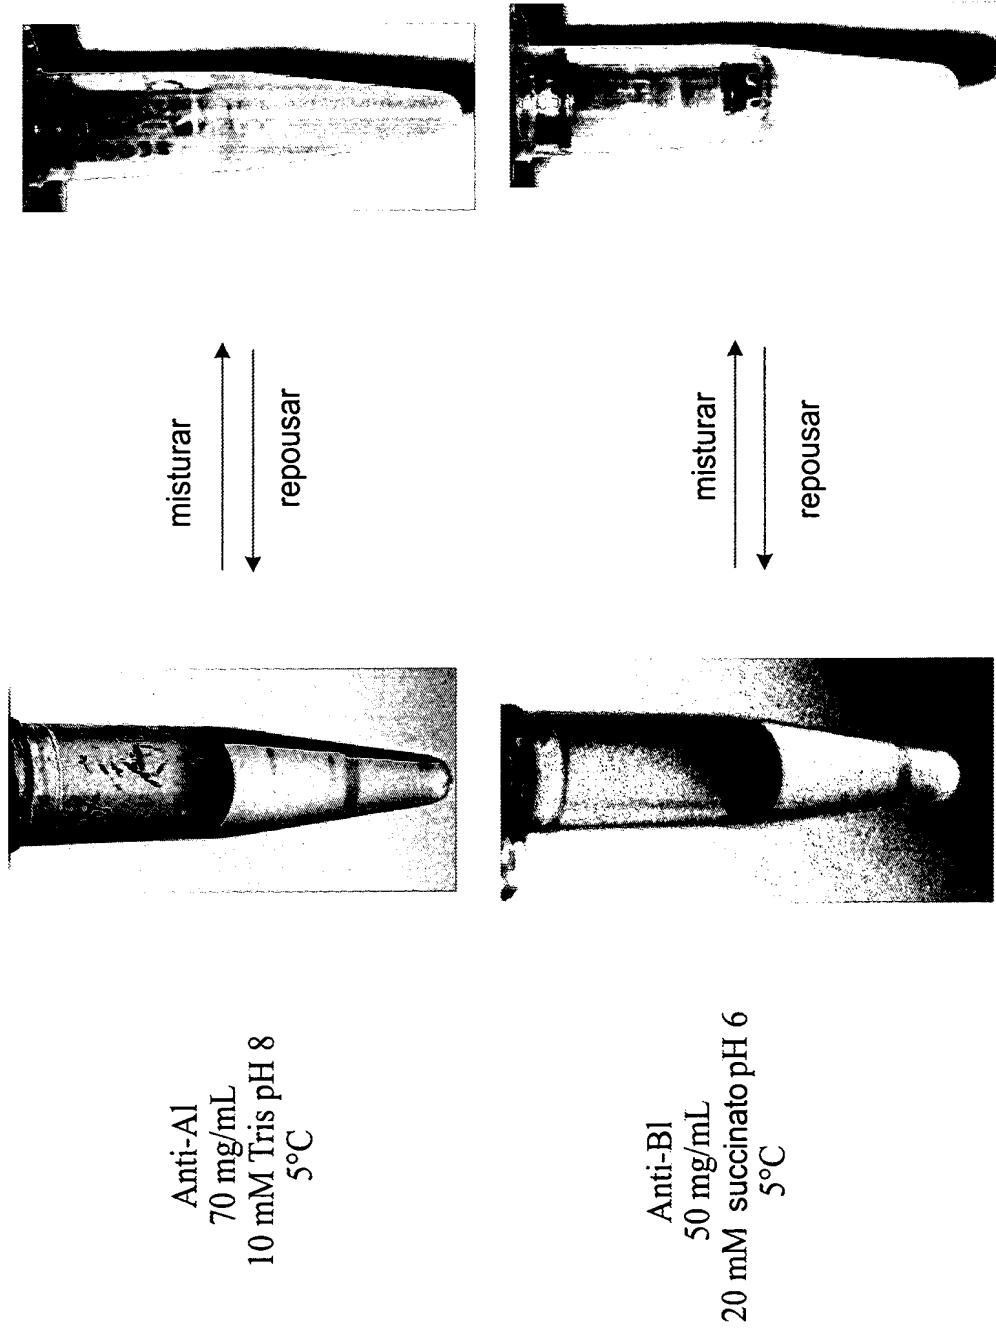 Anti-Al
70 mg/mL
10 mM Tris pH 8
5°C
misturar
repousar
Anti-Bl
50 mg/mL
20 mM succinato pH 6
5°C
misturar
repousar